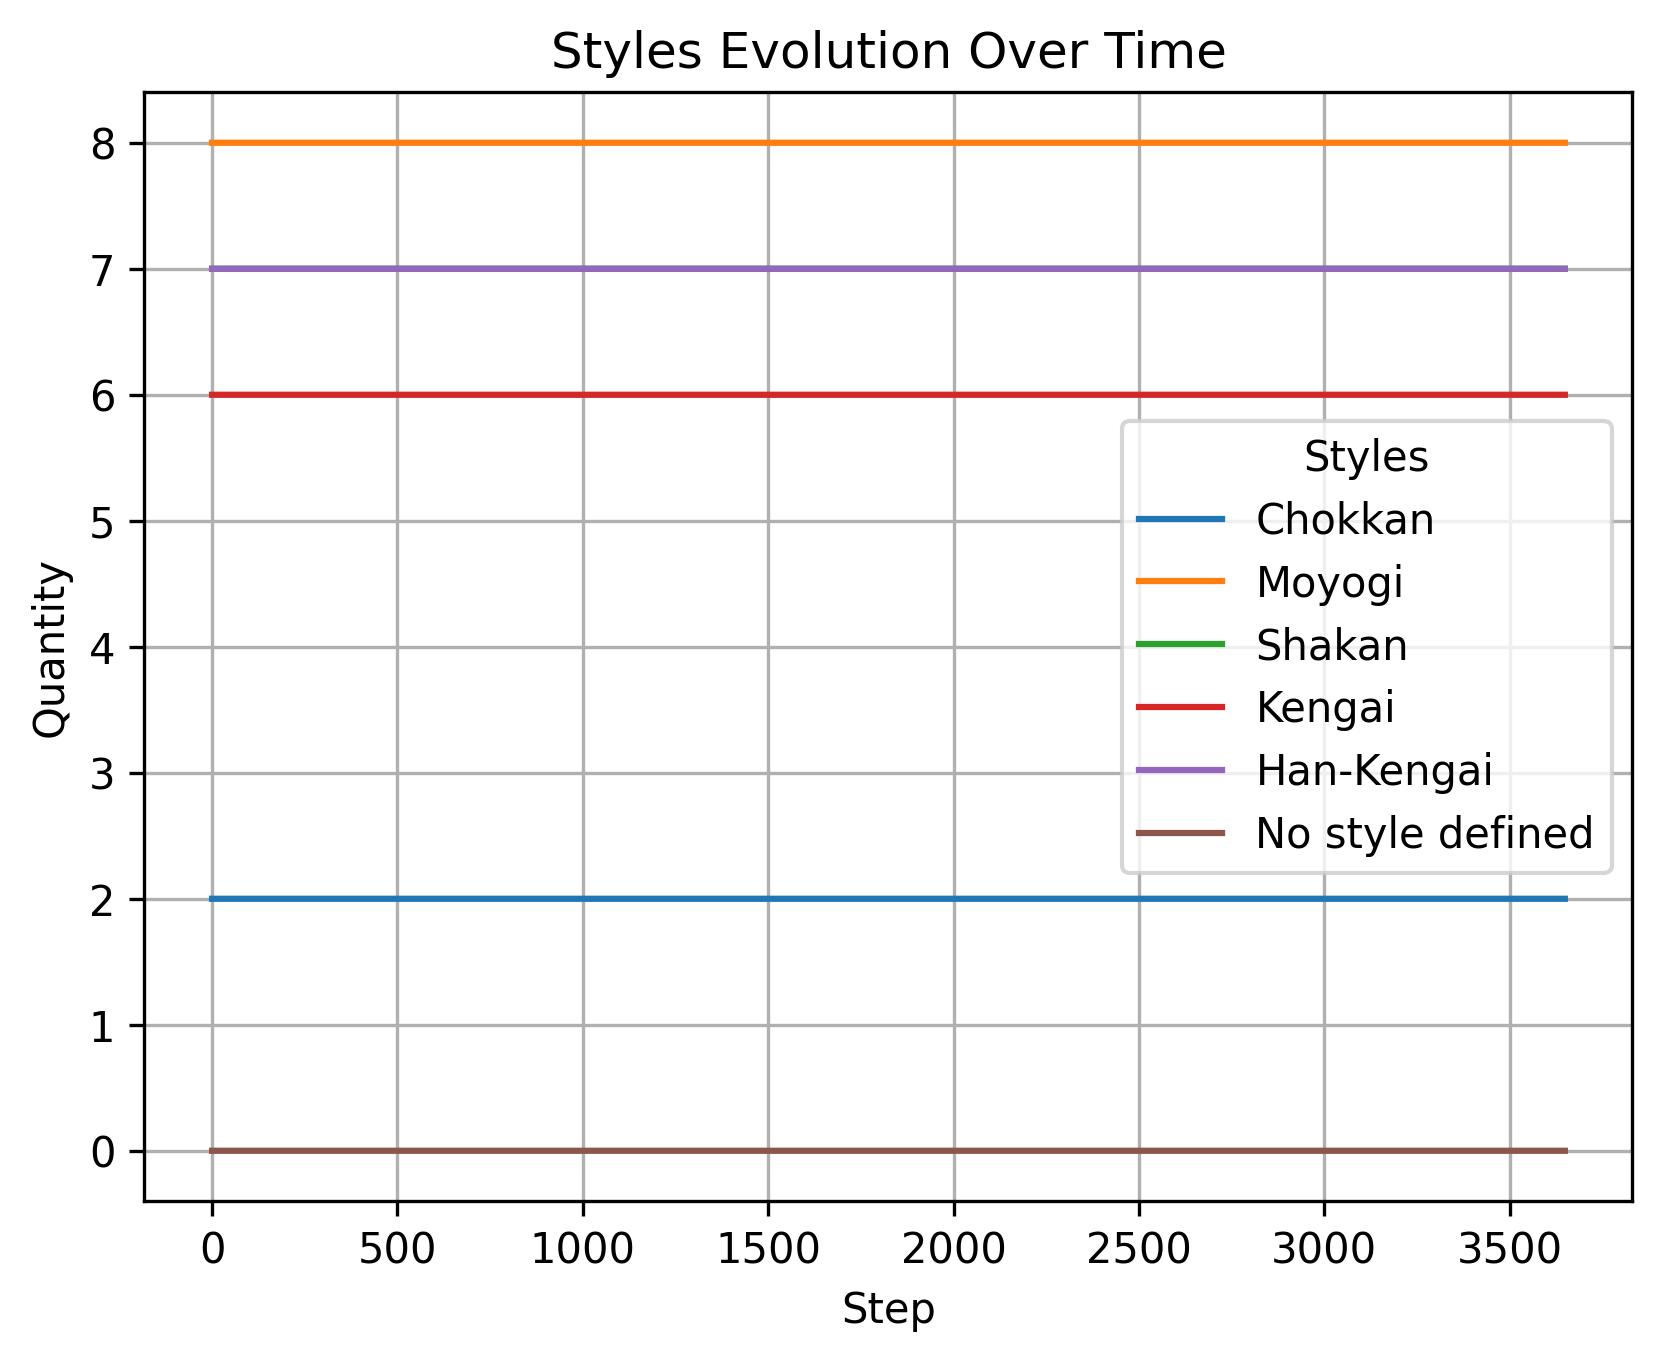 Styles Evolution Over Time
8
7
6
5
4
3
2
1
0
Quantity
Styles
Chokkan
Moyogi
Shakan
Kengai
Han-Kengai
No style defined
0 500 1000 1500 2000 2500 3000 3500
Step